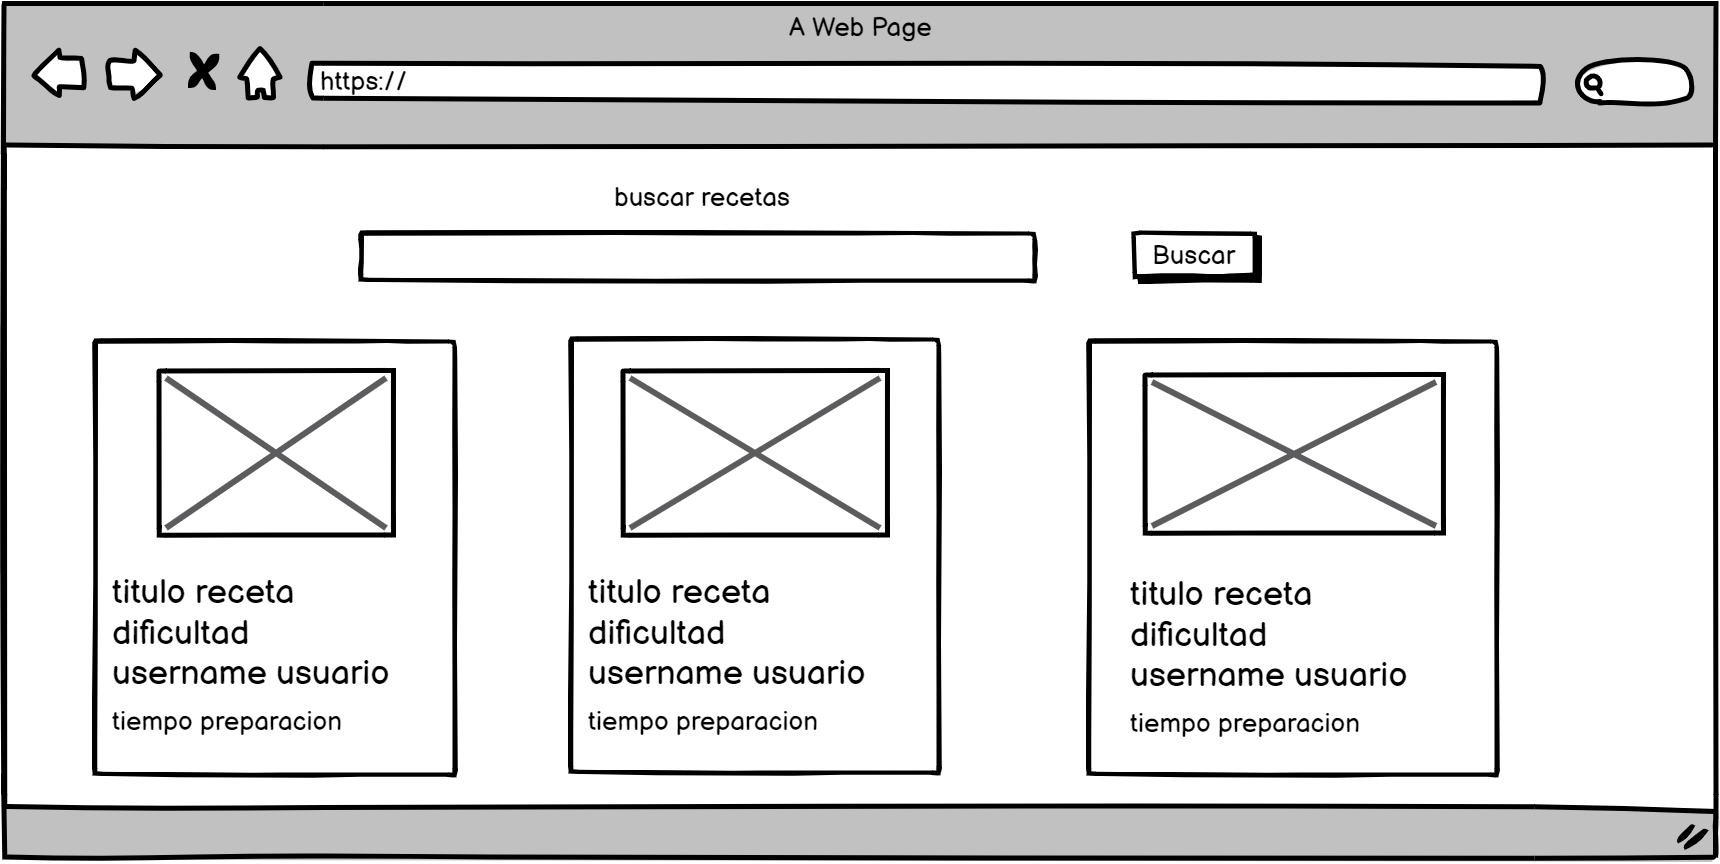 A Web Page
https://
buscar recetas
Buscar
titulo receta
dificultad
username usuario
tiempo preparacion
titulo receta
dificultad
username usuario
tiempo preparacion
titulo receta
dificultad
username usuario
tiempo preparacion